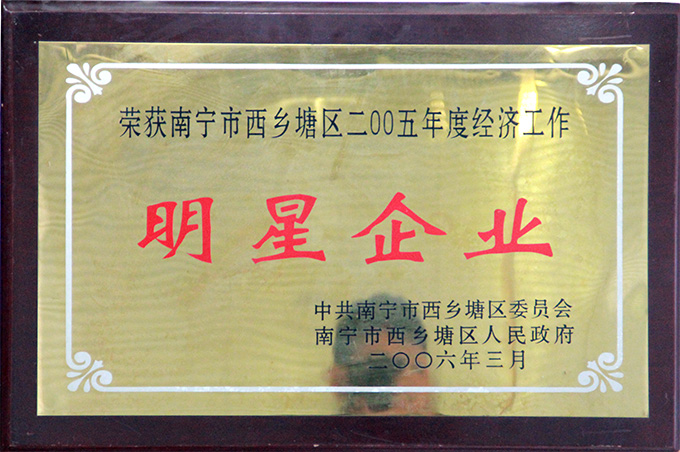 荣获南宁市西乡塘区二00五年度经济工作
明星企业
中共南宁市西乡塘区委员会
南宁市西乡塘区人民政府
二〇〇六年三月